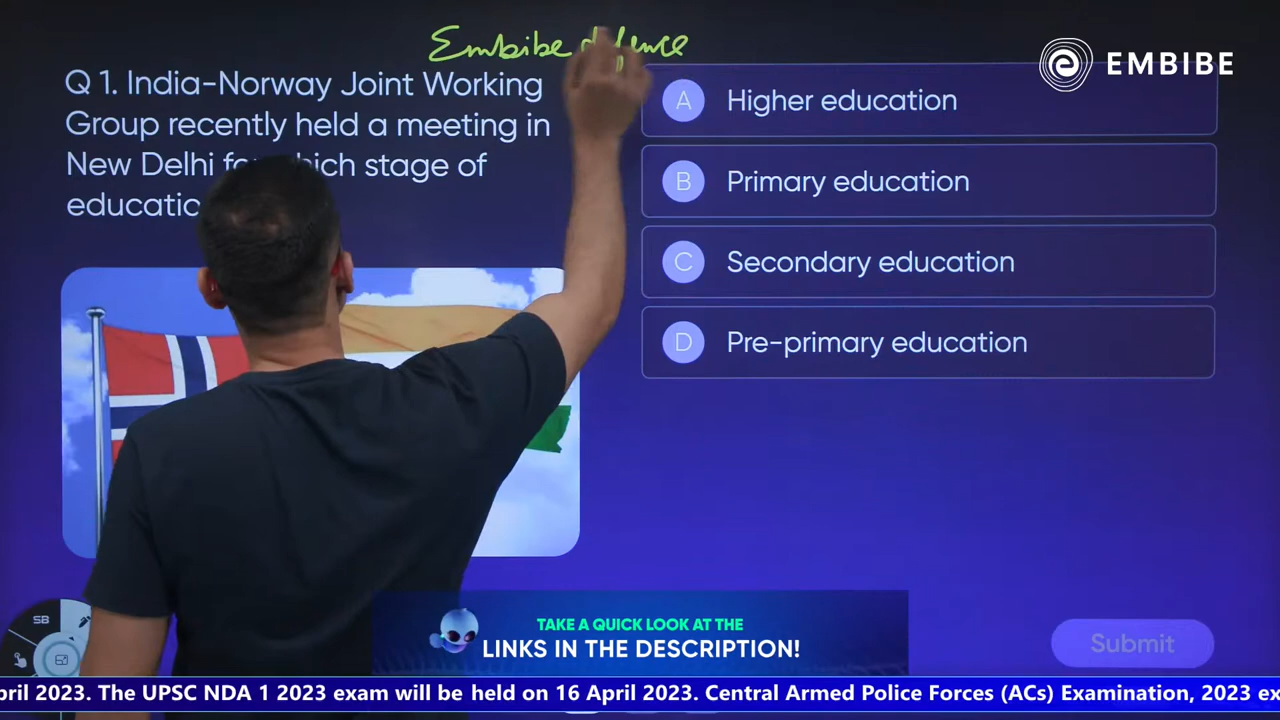 Embibe defence
EMBIBE
Q 1. India-Norway Joint Working
Group recently held a meeting in
New Delhi stage of
A Higher education
B Primary education
C Secondary education
D Pre-primary education
SB
TAKE A QUICK LOOK AT THE
LINKS IN THE DESCRIPTION!
Submit
2023. The UPSC NDA 1 2023 exam will be held on 16 April 2023. Central Armed Police Forces (ACs) Examination, 2023